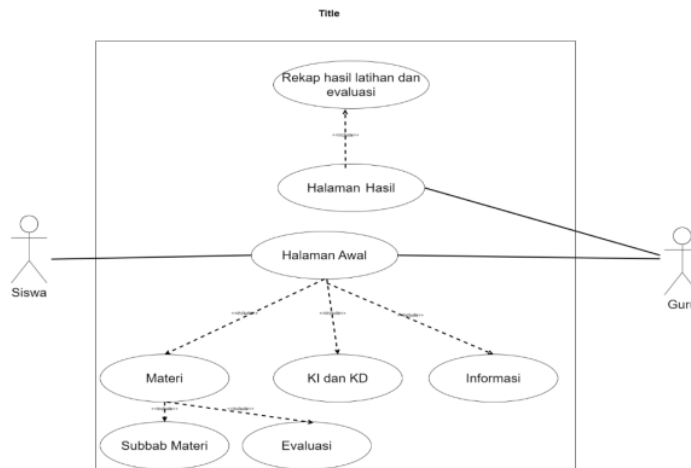 Title
Rekap hasil latihan dan
evaluasi
Halaman Hasil
Halaman Awal
Siswa
Guru
Materi
KI dan KD
Informasi
Subbab Materi
Evaluasi